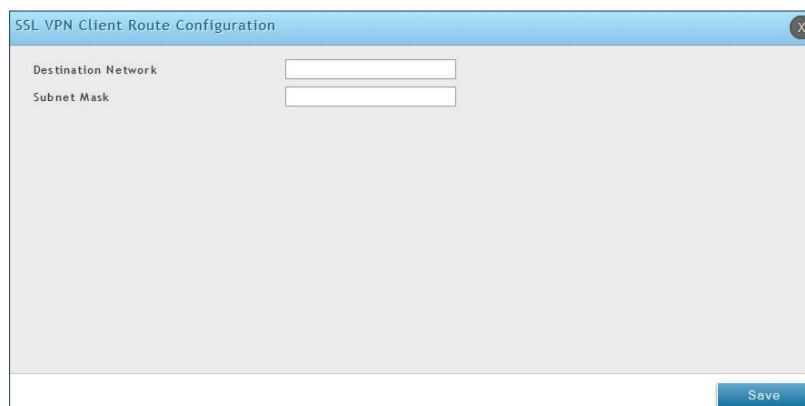 SSL VPN Client Route Configuration
X
Destination Network
Subnet Mask
Save